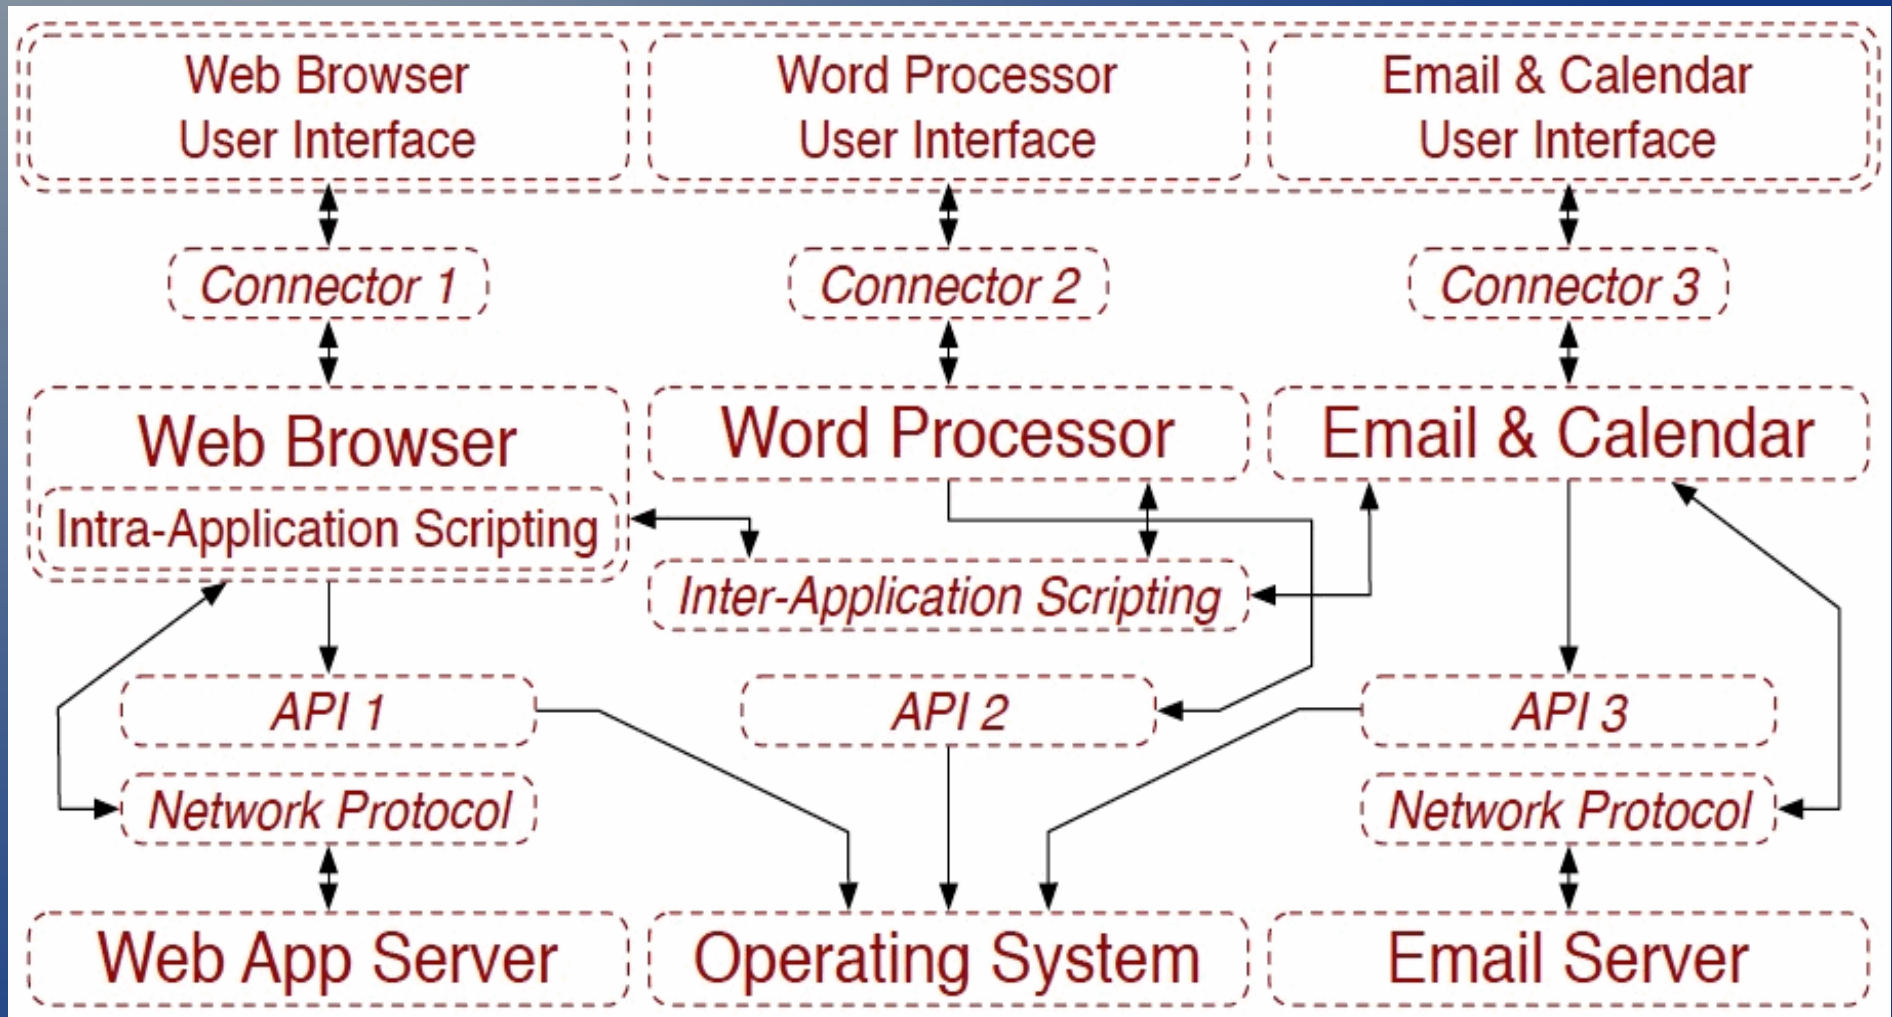 Web Browser
User Interface
Word Processor
User Interface
Email & Calendar
User Interface
Connector 1
Connector 2
Connector 3
Web Browser
Word Processor
Email & Calendar
Intra-Application Scripting
Inter-Application Scripting
API 1
API 2
API 3
Network Protocol
Network Protocol
Web App Server
Operating System
Email Server